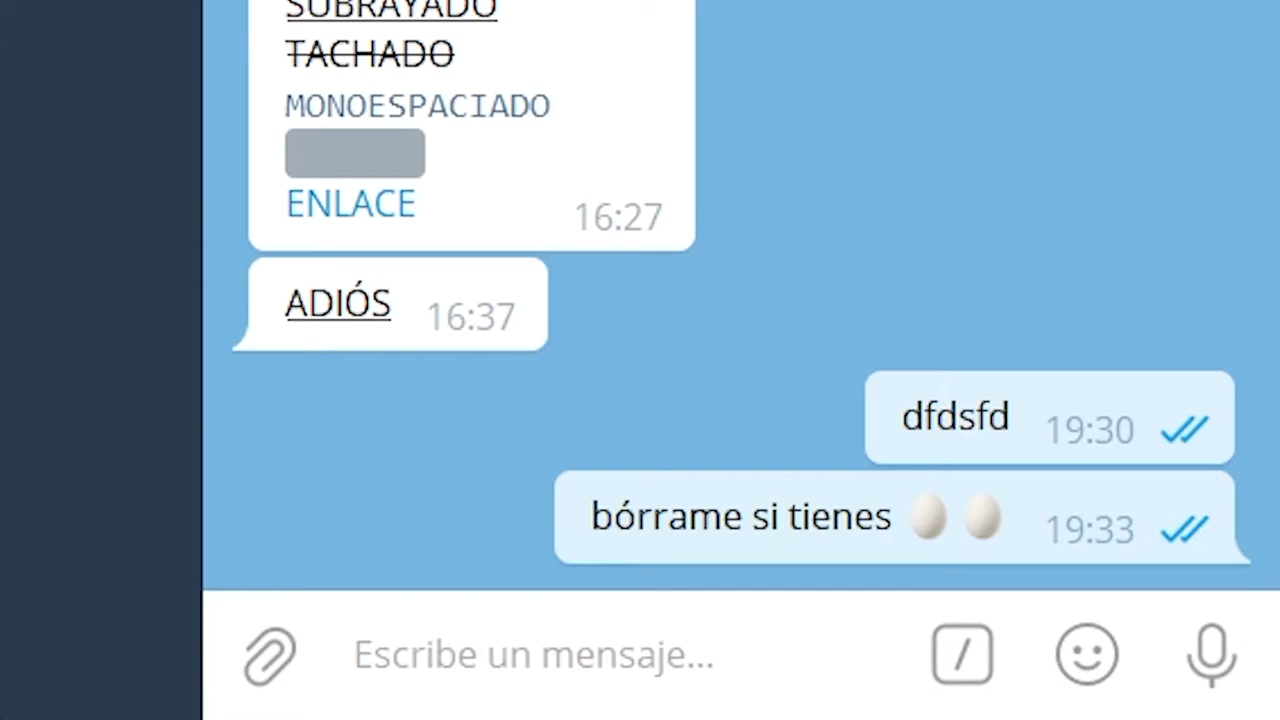 SUBRAYADO
TACHADO
MONOESPACIADO
ENLACE
16:27
ADIÓS 16:37
dfdsfd 19:30
bórrame si tienes 🥚🥚 19:33
Escribe un mensaje...